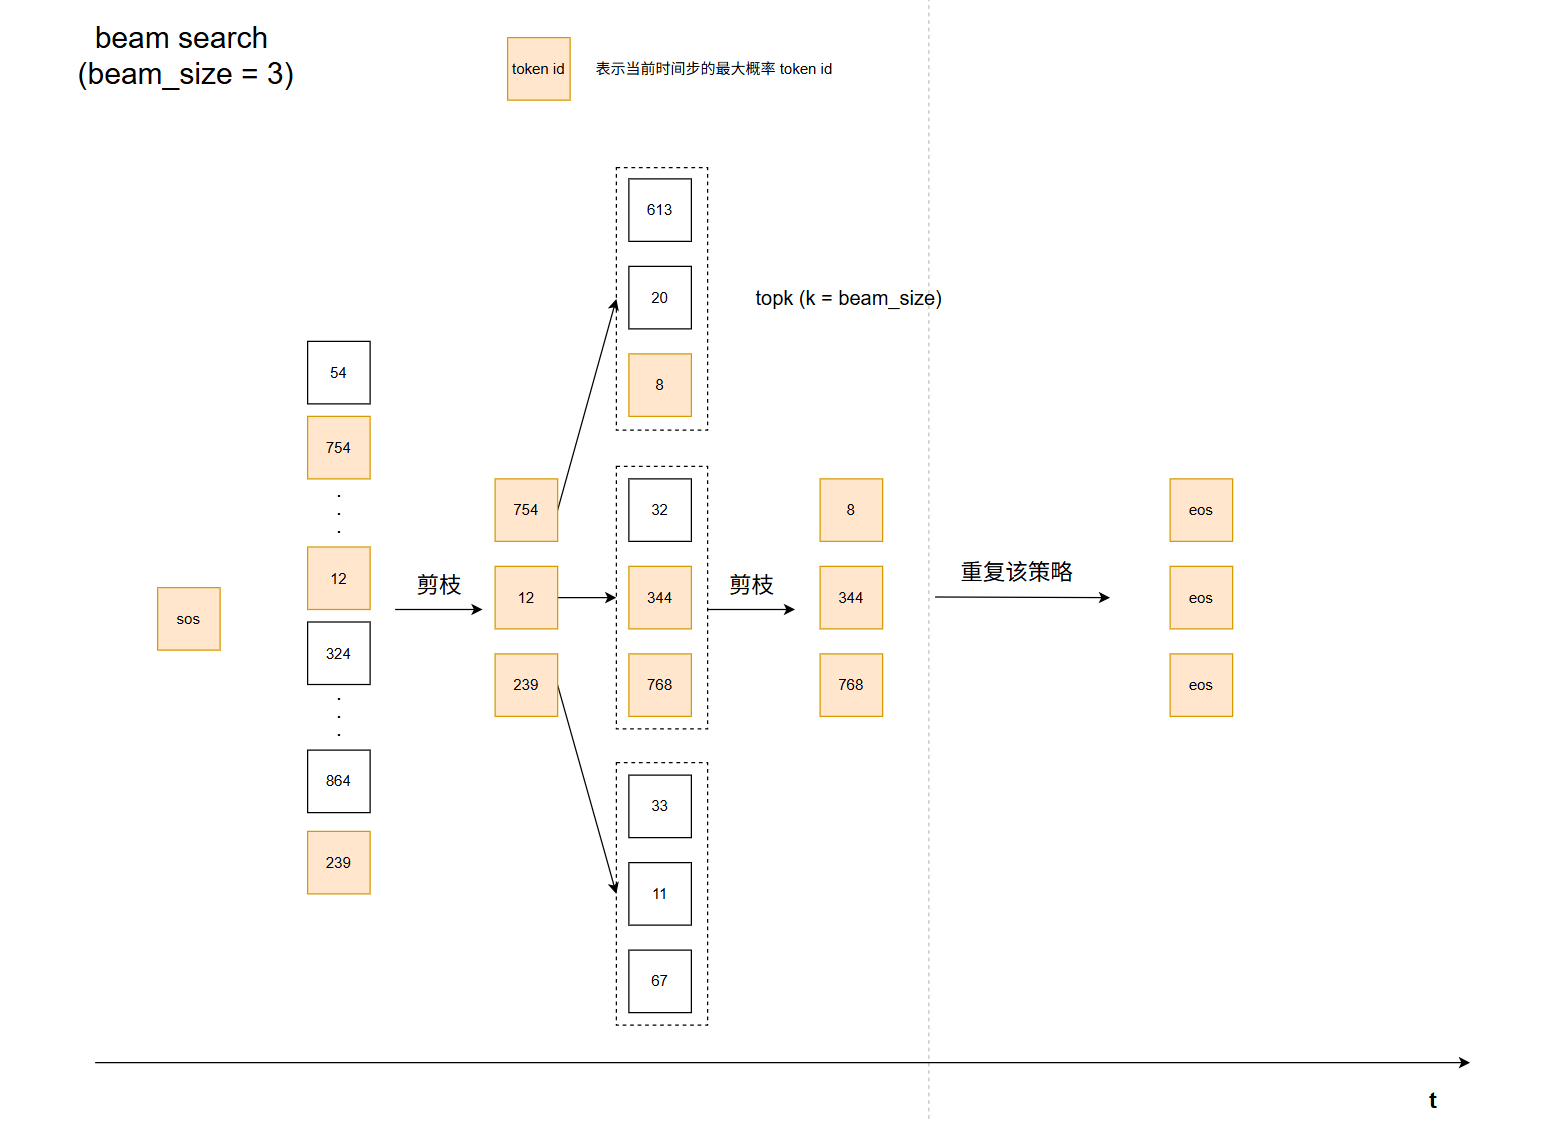 beam search
(beam_size = 3)
token id
表示当前时间步的最大概率 token id
sos
54
754
.
.
.
12
324
.
.
.
864
239
剪枝
754
12
239
613
20
8
32
344
768
33
11
67
topk (k = beam_size)
剪枝
8
344
768
重复该策略
eos
eos
eos
t